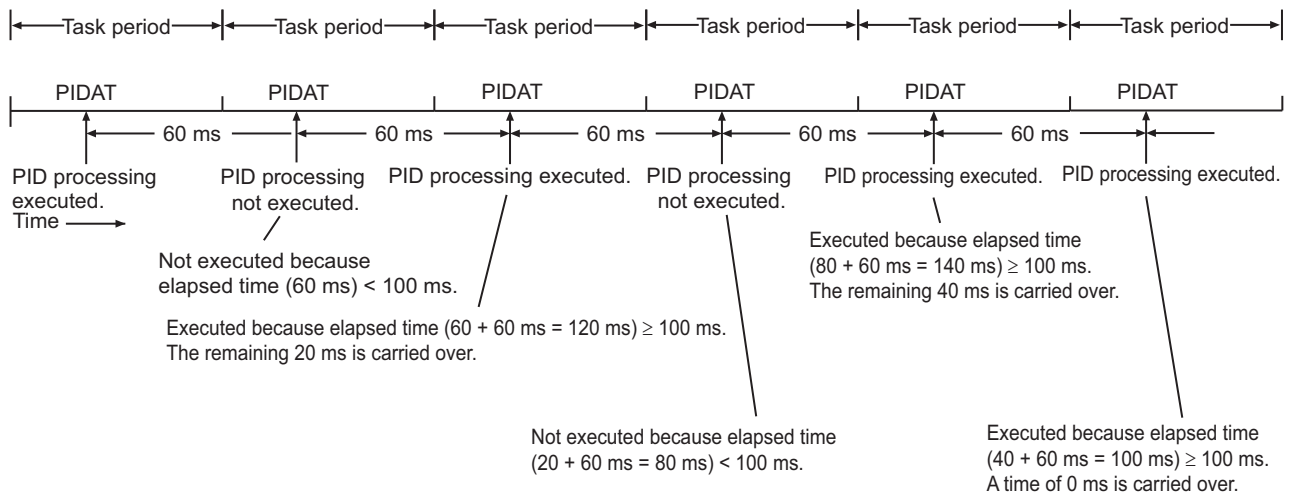 Task period Task period Task period Task period Task period Task period
PIDAT PIDAT PIDAT PIDAT PIDAT PIDAT
60 ms 60 ms 60 ms 60 ms 60 ms
PID processing
executed.
Time
PID processing
not executed.
PID processing executed.
PID processing
not executed.
PID processing executed.
PID processing executed.
Not executed because
elapsed time (60 ms) < 100 ms.
Executed because elapsed time (60 + 60 ms = 120 ms) ≥ 100 ms.
The remaining 20 ms is carried over.
Not executed because elapsed time
(20 + 60 ms = 80 ms) < 100 ms.
Executed because elapsed time
(80 + 60 ms = 140 ms) ≥ 100 ms.
The remaining 40 ms is carried over.
Executed because elapsed time
(40 + 60 ms = 100 ms) ≥ 100 ms.
A time of 0 ms is carried over.